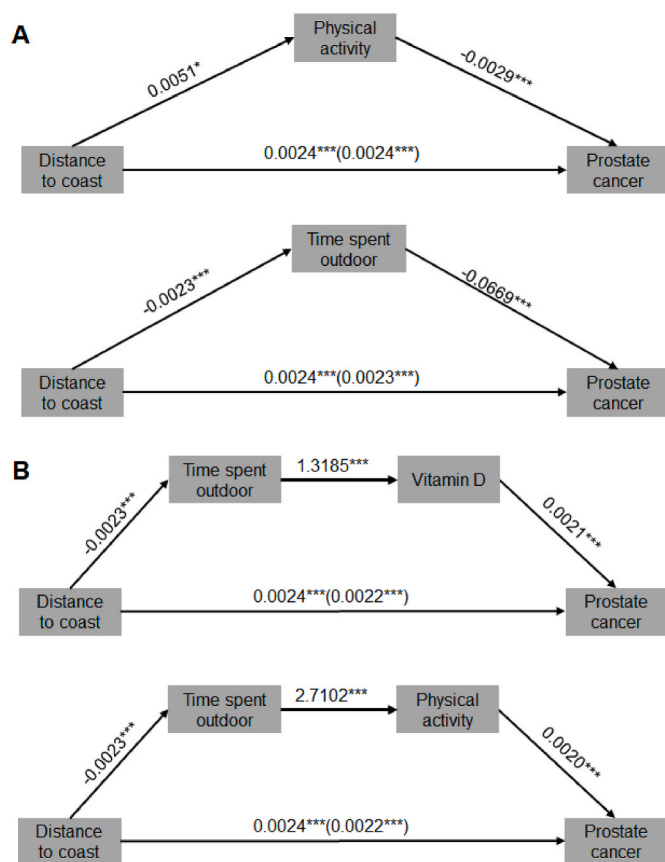 A
Physical
activity
0.0051*
-0.0029***
Distance
to coast
0.0024***(0.0024***)
Prostate
cancer
Time spent
outdoor
-0.0023***
-0.0669***
Distance
to coast
0.0024***(0.0023***)
Prostate
cancer
B
Time spent
outdoor
1.3185***
Vitamin D
-0.0023***
0.0021***
Distance
to coast
0.0024***(0.0022***)
Prostate
cancer
Time spent
outdoor
2.7102***
Physical
activity
-0.0023***
0.0020***
Distance
to coast
0.0024***(0.0022***)
Prostate
cancer